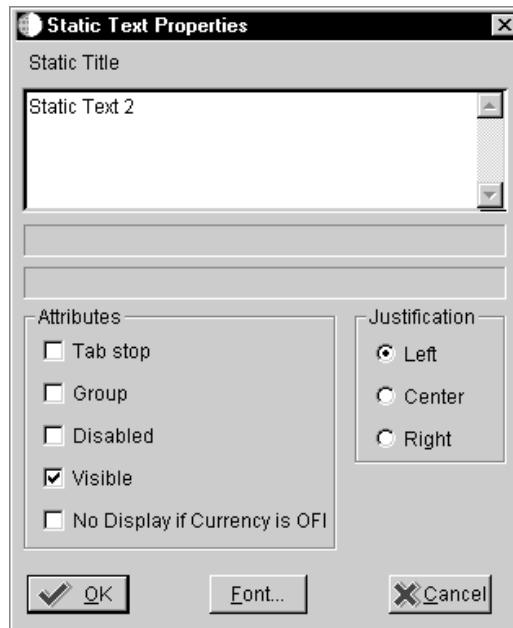 Static Text Properties
Static Title
Static Text 2
Attributes
Tab stop
Group
Disabled
Visible
No Display if Currency is OFI
Justification
Left
Center
Right
OK
Font...
Cancel